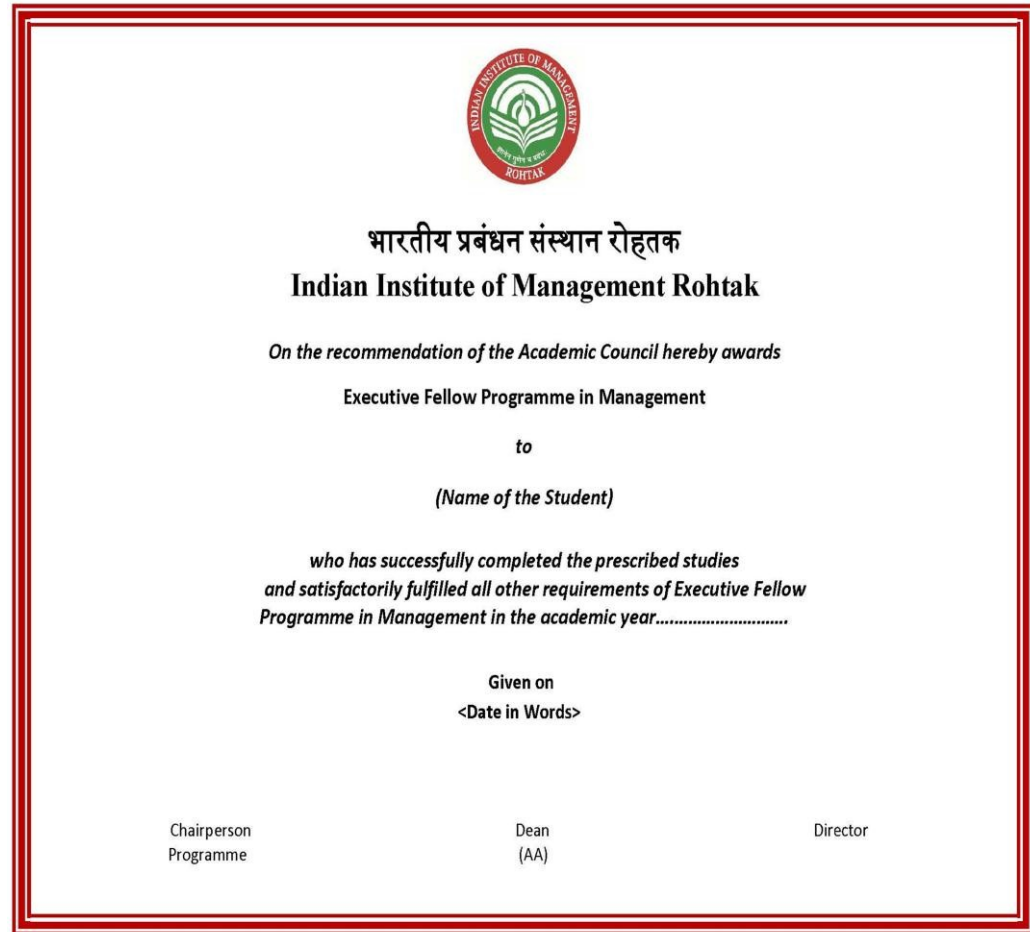 INDIAN INSTITUTE OF MANAGEMENT
ROHTAK
भारतीय प्रबंधन संस्थान रोहतक
Indian Institute of Management Rohtak
On the recommendation of the Academic Council hereby awards
Executive Fellow Programme in Management
to
(Name of the Student)
who has successfully completed the prescribed studies
and satisfactorily fulfilled all other requirements of Executive Fellow
Programme in Management in the academic year...............................
Given on
<Date in Words>
Chairperson Dean Director
Programme (AA)